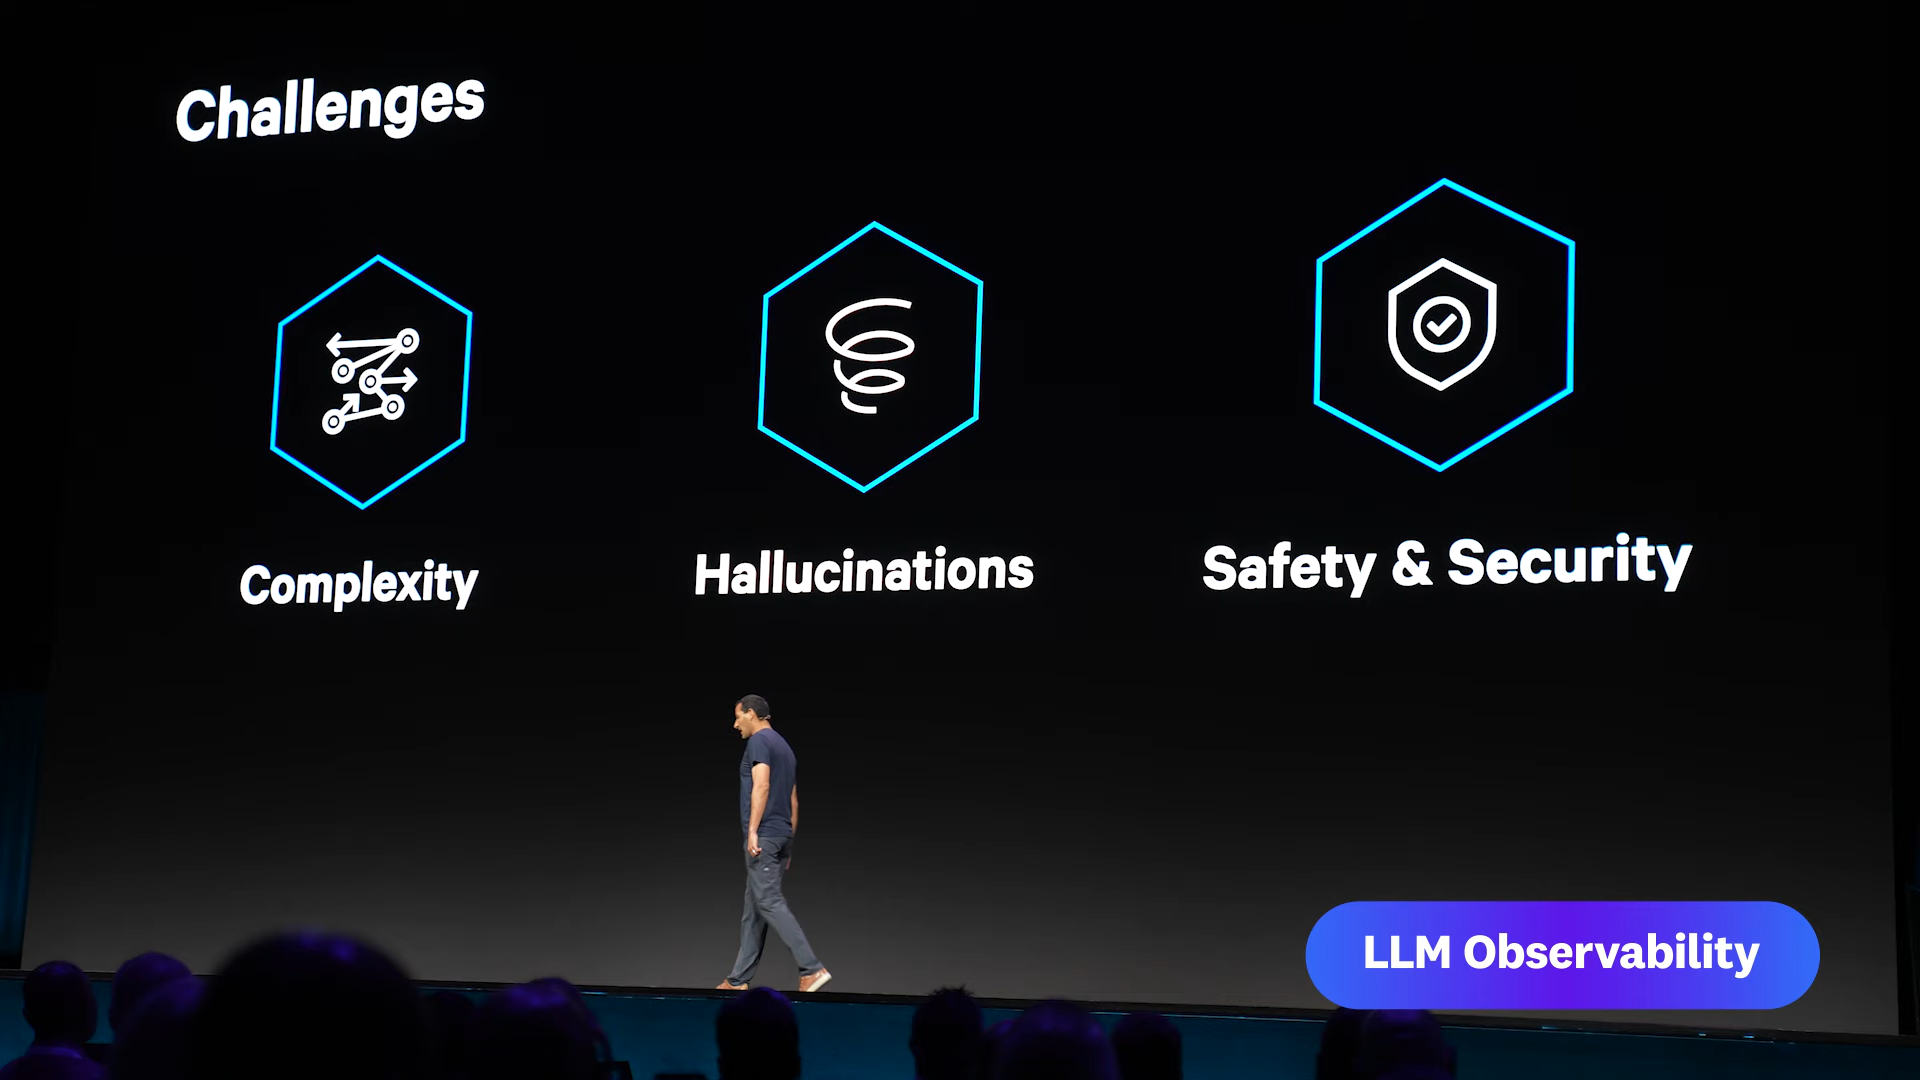 Challenges
Complexity
Hallucinations
Safety & Security
LLM Observability